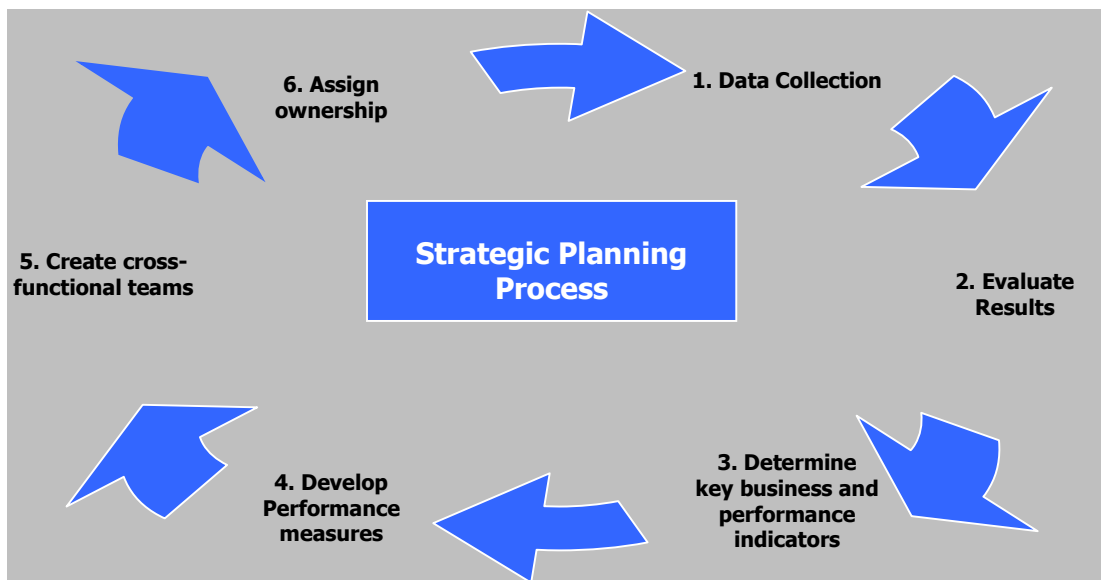 Strategic Planning
Process
1. Data Collection
2. Evaluate
Results
3. Determine
key business and
performance
indicators
4. Develop
Performance
measures
5. Create cross-
functional teams
6. Assign
ownership